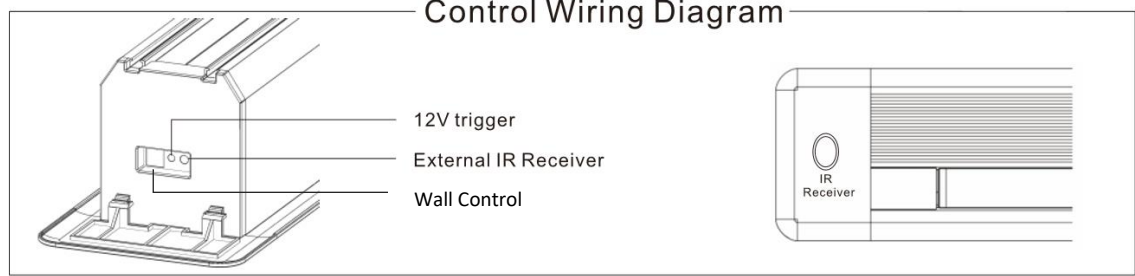 Control Wiring Diagram
12V trigger
External IR Receiver
Wall Control
IR
Receiver